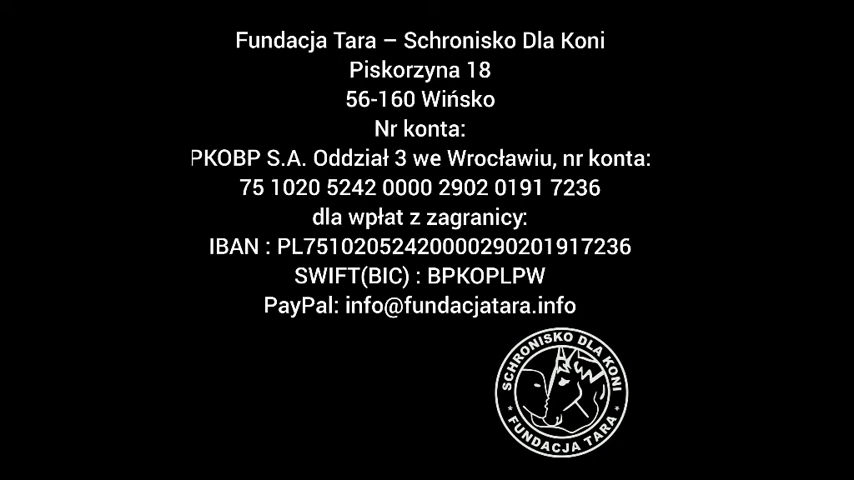 Fundacja Tara – Schronisko Dla Koni
Piskorzyna 18
56-160 Wińsko
Nr konta:
PKOBP S.A. Oddział 3 we Wrocławiu, nr konta:
75 1020 5242 0000 2902 0191 7236
dla wpłat z zagranicy:
IBAN : PL75102052420000290201917236
SWIFT(BIC) : BPKOPLPW
PayPal: info@fundacjatara.info
SCHRONISKO DLA KONI
* FUNDACJA TARA *